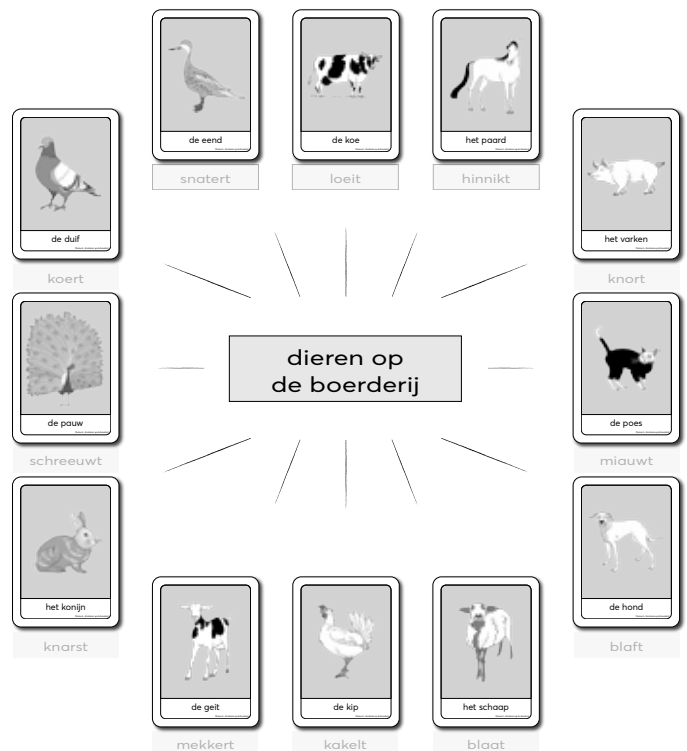 de eend
snatert
de koe
loeit
het paard
hinnikt
de duif
koert
het varken
knort
dieren op
de boerderij
de pauw
schreeuwt
de poes
miauwt
het konijn
knarst
de hond
blaft
de geit
mekkert
de kip
kakelt
het schaap
blaat